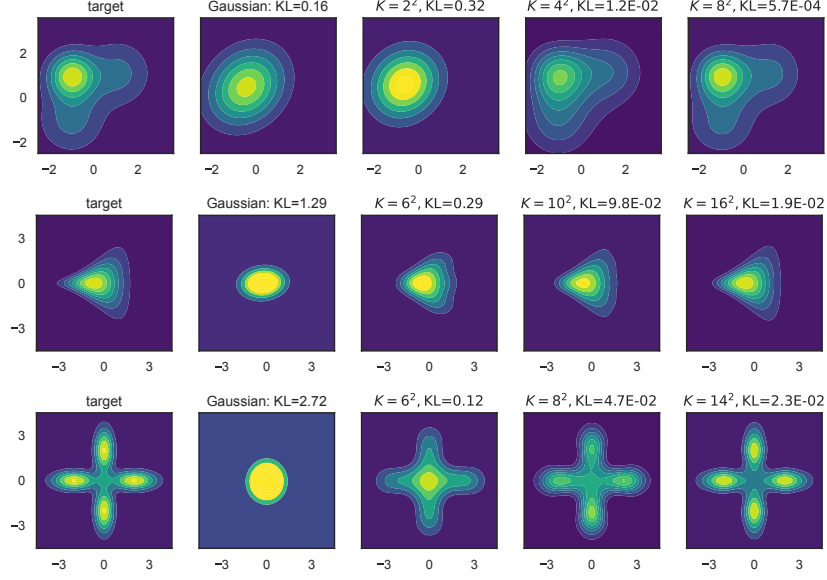 target Gaussian: KL=0.16 K = 2², KL=0.32 K = 4², KL=1.2E-02 K = 8², KL=5.7E-04
2
0
−2
−2 0 2 −2 0 2 −2 0 2 −2 0 2 −2 0 2
target Gaussian: KL=1.29 K = 6², KL=0.29 K = 10², KL=9.8E-02 K = 16², KL=1.9E-02
3
0
−3
−3 0 3 −3 0 3 −3 0 3 −3 0 3 −3 0 3
target Gaussian: KL=2.72 K = 6², KL=0.12 K = 8², KL=4.7E-02 K = 14², KL=2.3E-02
3
0
−3
−3 0 3 −3 0 3 −3 0 3 −3 0 3 −3 0 3